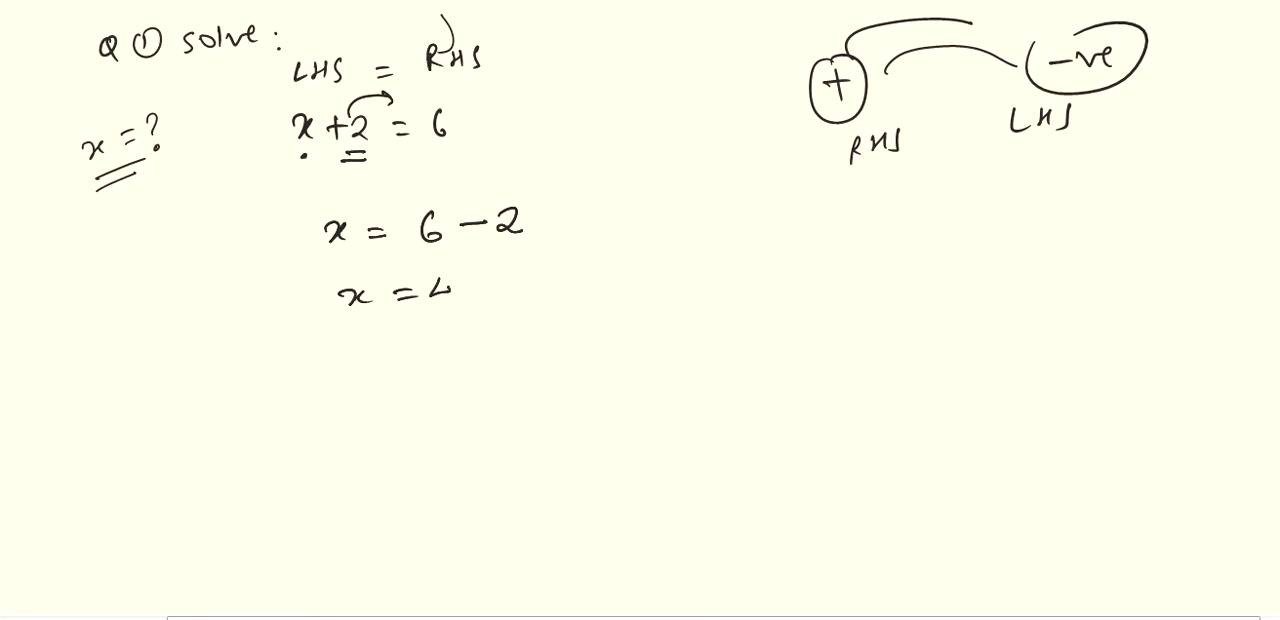 Q ① solve :
LHS = RHS
x + 2 = 6
x = ?
x = 6 - 2
x = 4
+ -ve
RHS LHS